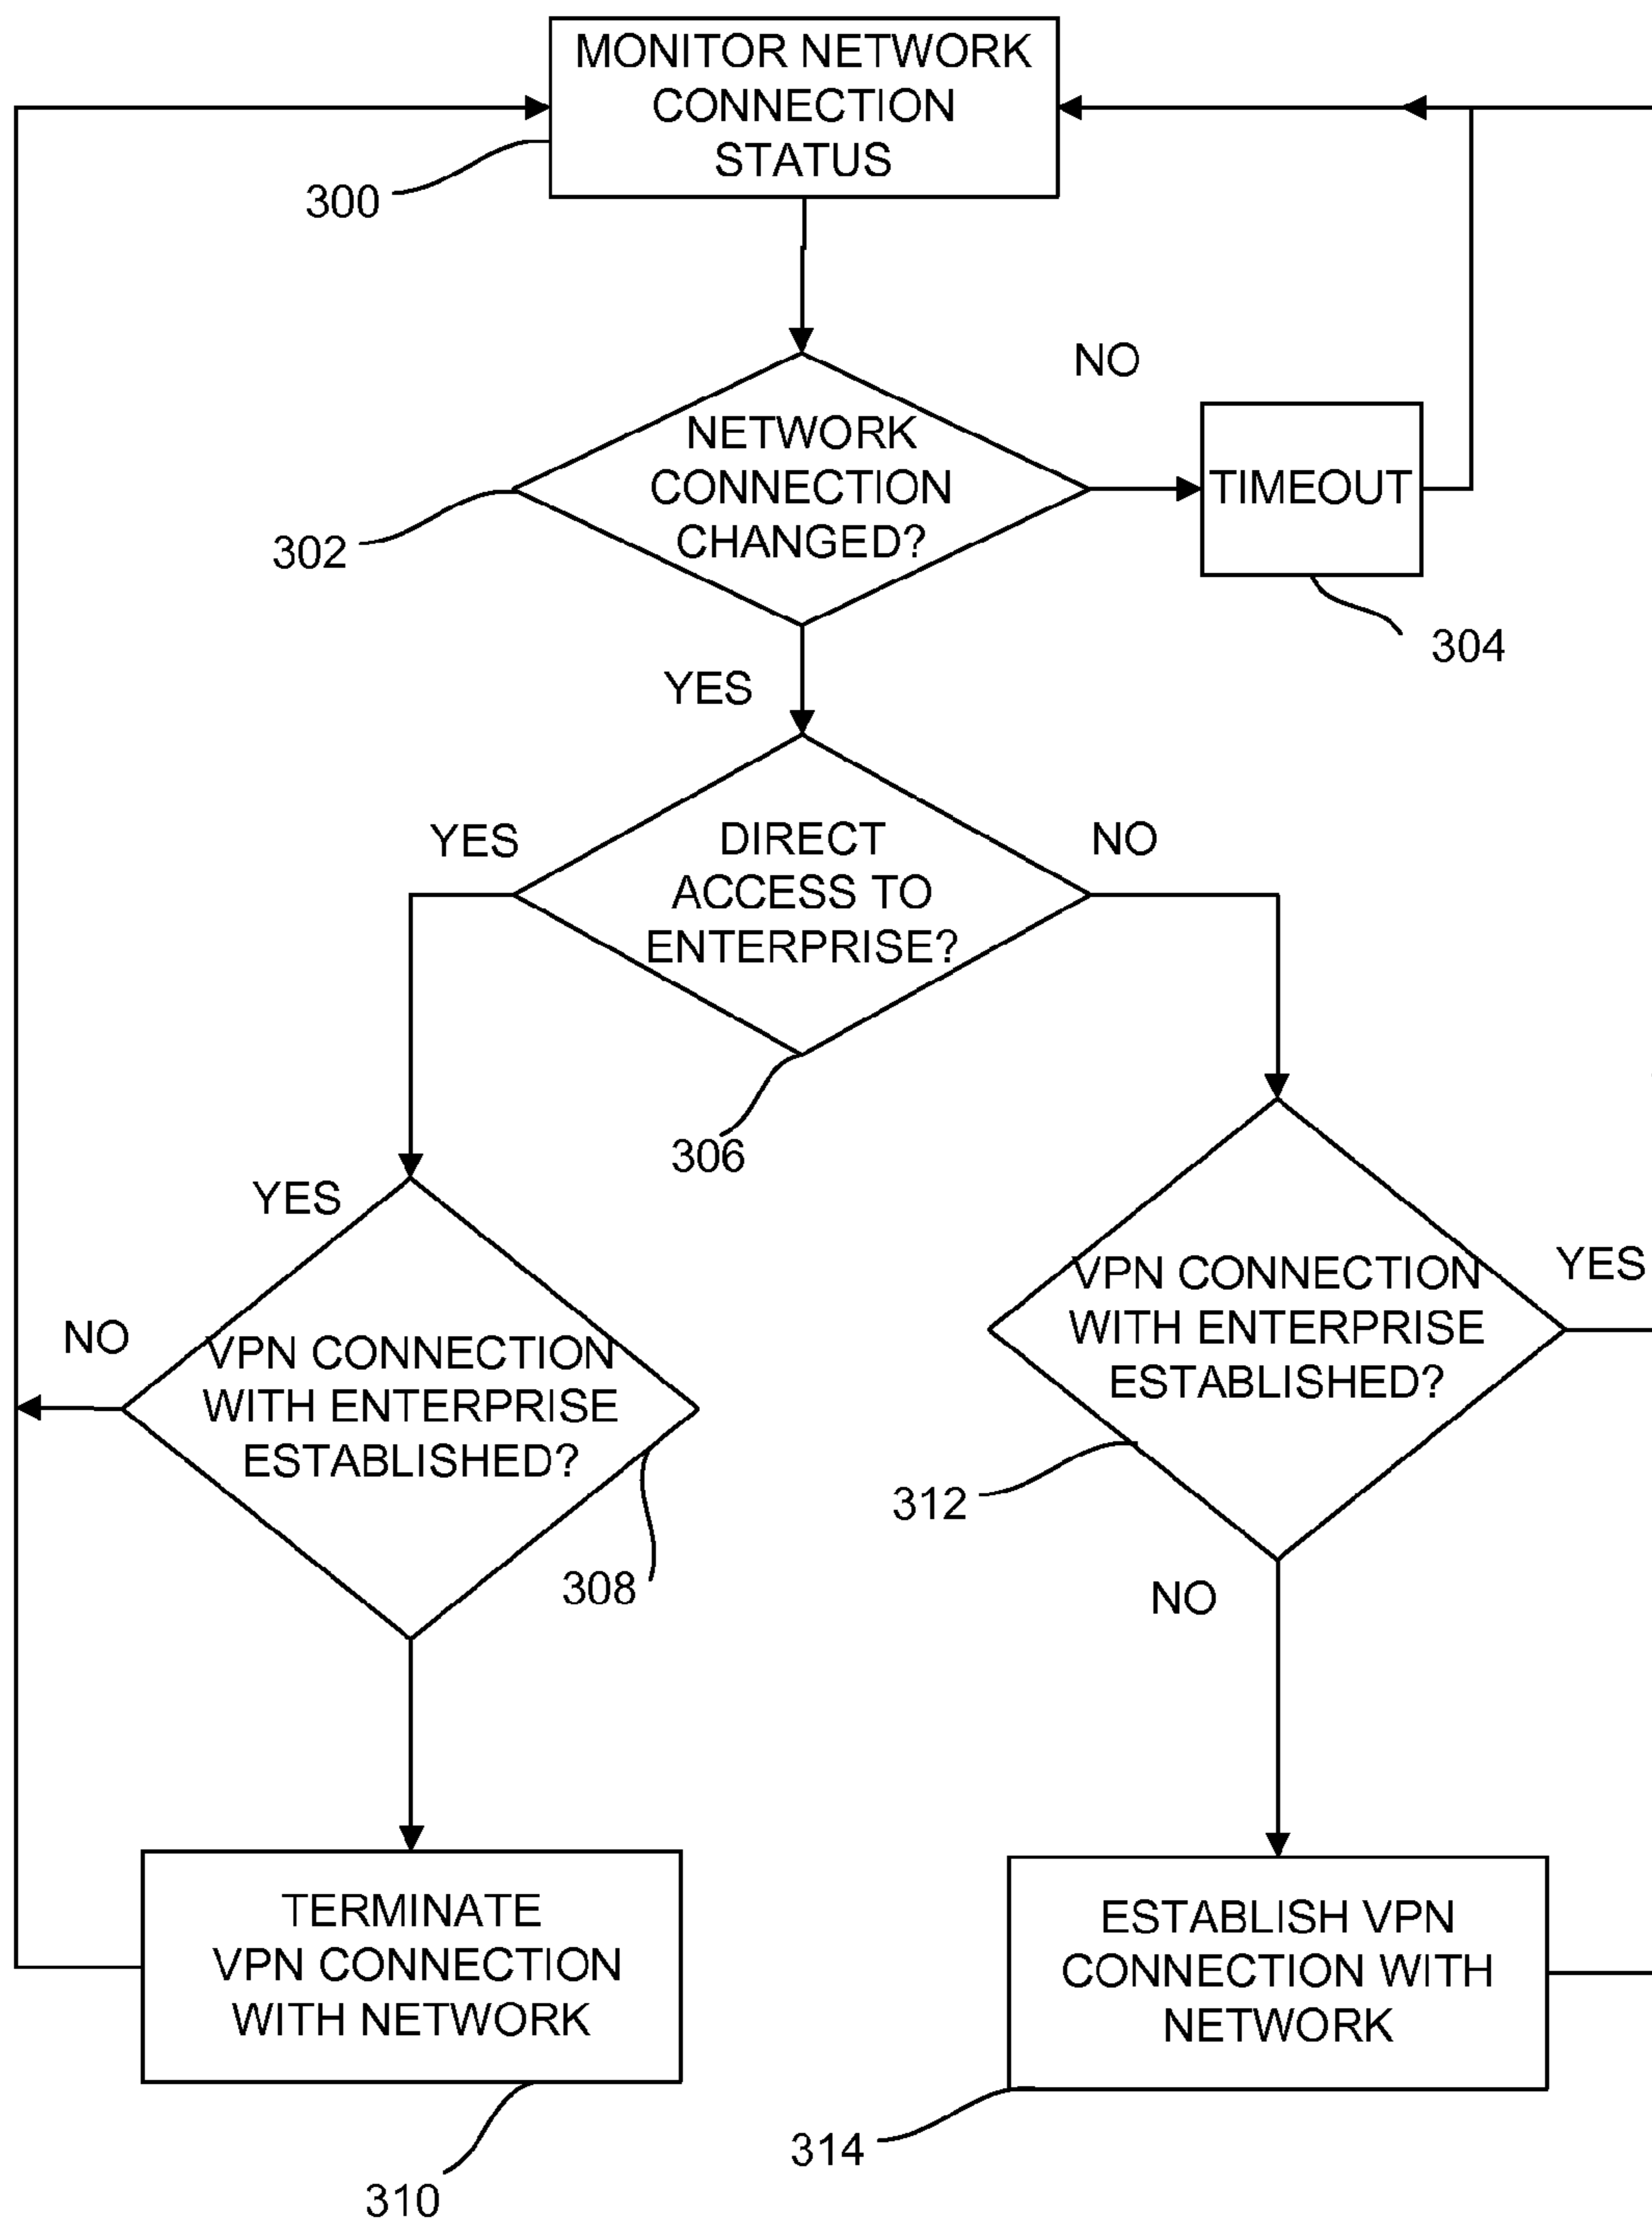 MONITOR NETWORK
CONNECTION
STATUS
300
NO
NETWORK
CONNECTION
CHANGED?
TIMEOUT
302
304
YES
YES
DIRECT
ACCESS TO
ENTERPRISE?
NO
306
YES
NO
VPN CONNECTION
WITH ENTERPRISE
ESTABLISHED?
308
VPN CONNECTION
WITH ENTERPRISE
ESTABLISHED?
YES
312
NO
TERMINATE
VPN CONNECTION
WITH NETWORK
310
ESTABLISH VPN
CONNECTION WITH
NETWORK
314